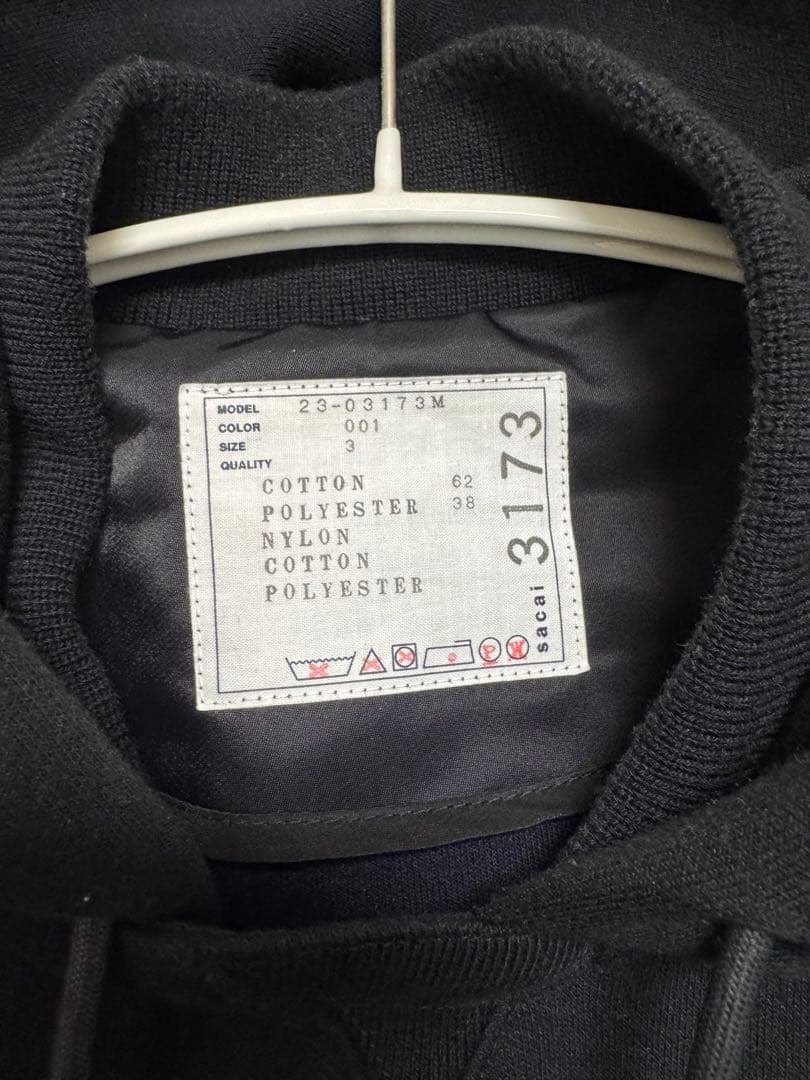 MODEL 23-03173M
COLOR 001
SIZE 3
QUALITY
COTTON 62
POLYESTER 38
NYLON
COTTON
POLYESTER
P W
sacai 3173